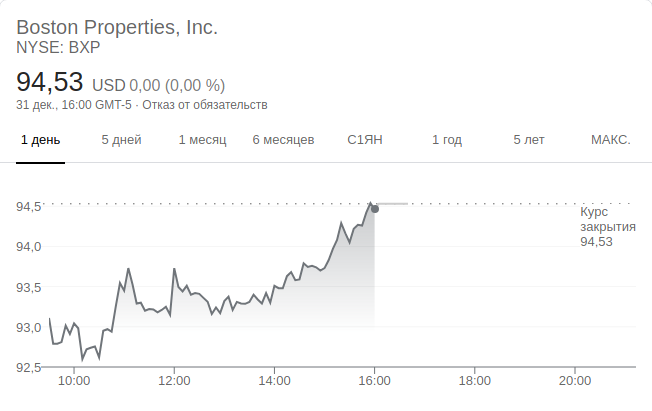 Boston Properties, Inc.
NYSE: BXP
94,53 USD 0,00 (0,00 %)
31 дек., 16:00 GMT-5 · Отказ от обязательств
1 день 5 дней 1 месяц 6 месяцев С1ЯН 1 год 5 лет МАКС.
94,5
Курс
закрытия
94,53
94,0
93,5
93,0
92,5
10:00 12:00 14:00 16:00 18:00 20:00